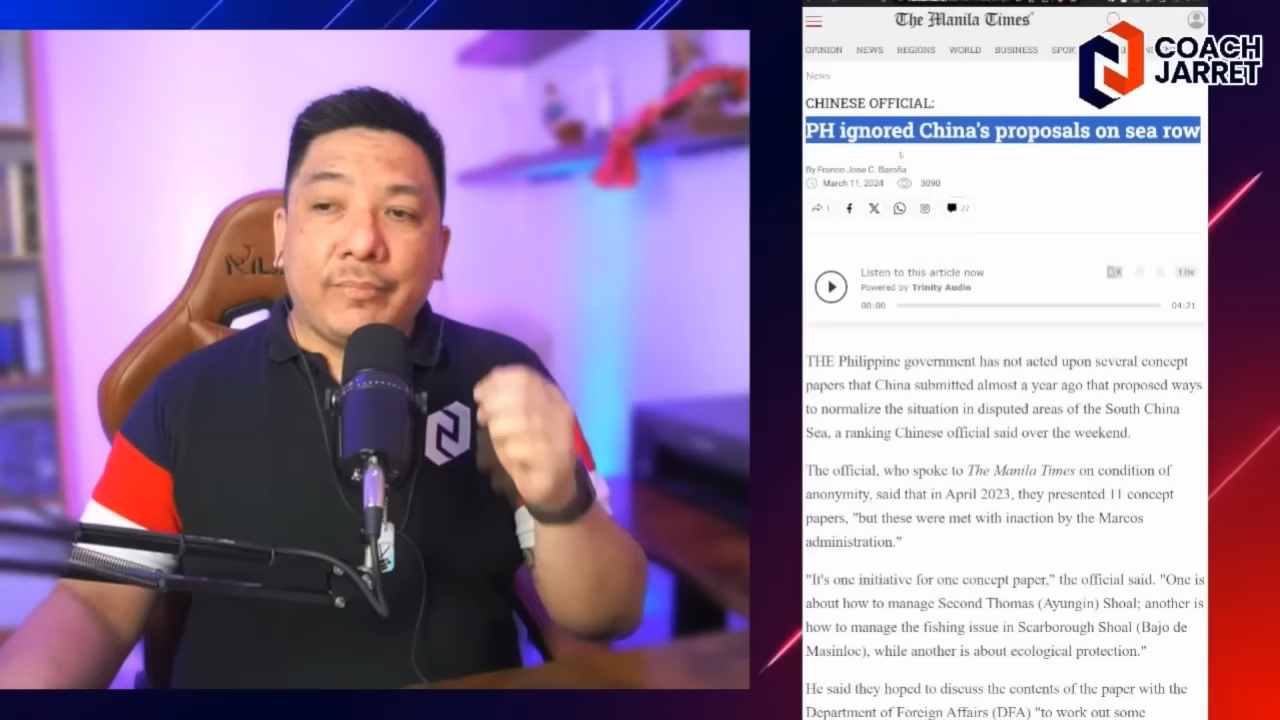 The Manila Times
COACH
JARRET
OPINION NEWS REGIONS WORLD BUSINESS
News
CHINESE OFFICIAL:
PH ignored China's proposals on sea row
By Franco Jose C. Baroña
March 11, 2024 3090
1 27
Listen to this article now
Powered by Trinity Audio
1.0x
00:00 04:21
THE Philippine government has not acted upon several concept
papers that China submitted almost a year ago that proposed ways
to normalize the situation in disputed areas of the South China
Sea, a ranking Chinese official said over the weekend.
The official, who spoke to The Manila Times on condition of
anonymity, said that in April 2023, they presented 11 concept
papers, "but these were met with inaction by the Marcos
administration."
"It's one initiative for one concept paper," the official said. "One is
about how to manage Second Thomas (Ayungin) Shoal; another is
how to manage the fishing issue in Scarborough Shoal (Bajo de
Masinloc), while another is about ecological protection."
He said they hoped to discuss the contents of the paper with the
Department of Foreign Affairs (DFA) "to work out some